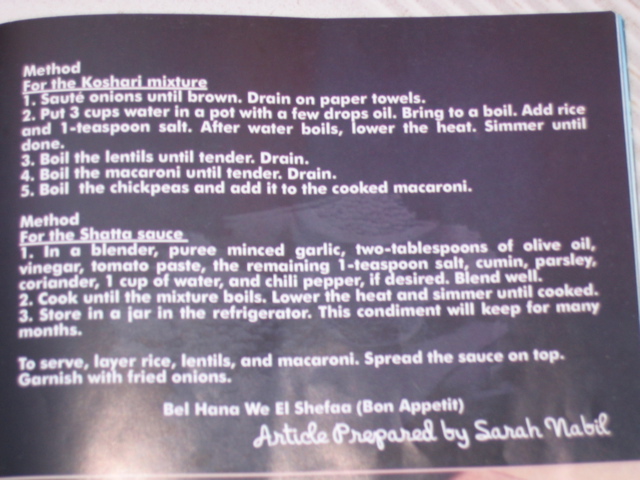 Method
For the Koshari mixture
1. Sauté onions until brown. Drain on paper towels.
2. Put 3 cups water in a pot with a few drops oil. Bring to a boil. Add rice
and 1-teaspoon salt. After water boils, lower the heat. Simmer until
done.
3. Boil the lentils until tender. Drain.
4. Boil the macaroni until tender. Drain.
5. Boil the chickpeas and add it to the cooked macaroni.
Method
For the Shatta sauce
1. In a blender, puree minced garlic, two-tablespoons of olive oil,
vinegar, tomato paste, the remaining 1-teaspoon salt, cumin, parsley,
coriander, 1 cup of water, and chili pepper, if desired. Blend well.
2. Cook until the mixture boils. Lower the heat and simmer until cooked.
3. Store in a jar in the refrigerator. This condiment will keep for many
months.
To serve, layer rice, lentils, and macaroni. Spread the sauce on top.
Garnish with fried onions.
Bel Hana We El Shefaa (Bon Appetit)
Article Prepared by Sarah Nabil